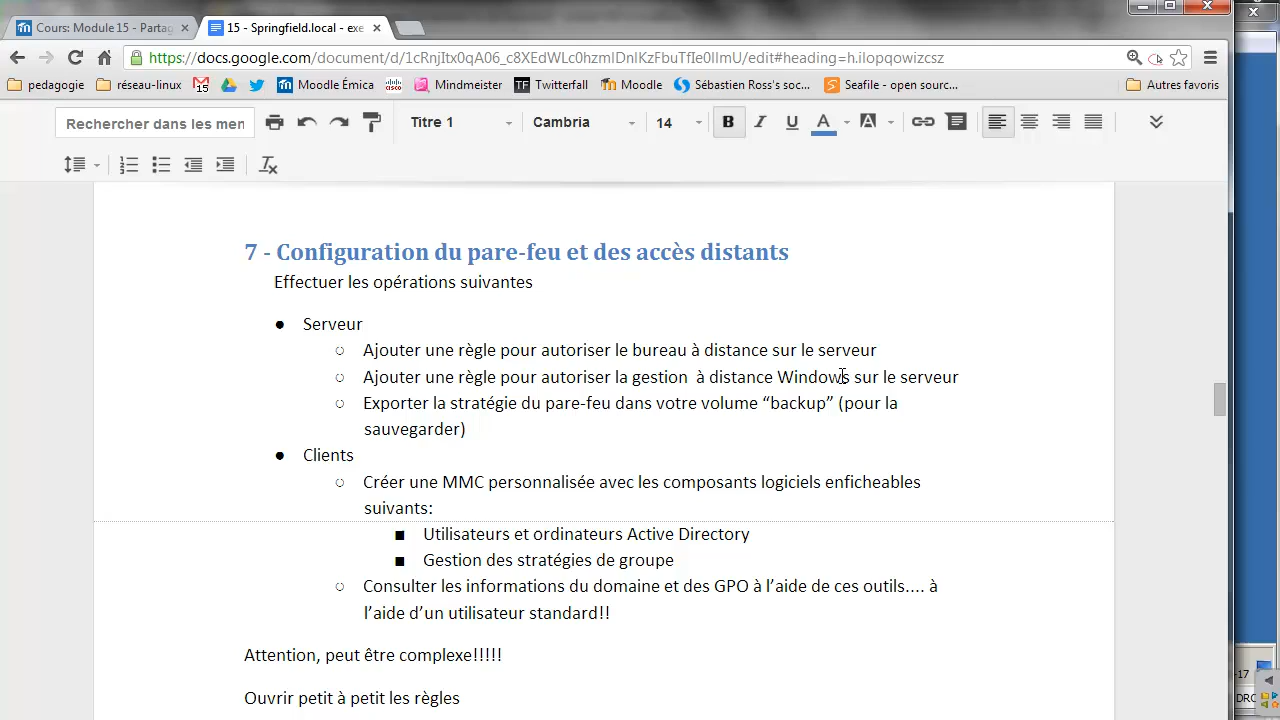 Cours: Module 15 - Partag
15 - Springfield.local - exe
https://docs.google.com/document/d/1cRnjItx0qA06_c8XEdWLc0hzmIDnIKzFbuTfIe0lImU/edit#heading=h.ilopqowizcsz
pedagogie
réseau-linux
15
Moodle Émica
cisco
Mindmeister
TF Twittsfall
Moodle
Sébastien Ross's soc...
Seafile - open sourc...
Autres favoris
Rechercher dans les men
Titre 1
Cambria
14
B
I
U
A
A
7 - Configuration du pare-feu et des accès distants
Effectuer les opérations suivantes
● Serveur
○ Ajouter une règle pour autoriser le bureau à distance sur le serveur
○ Ajouter une règle pour autoriser la gestion à distance Windows sur le serveur
○ Exporter la stratégie du pare-feu dans votre volume “backup” (pour la
sauvegarder)
● Clients
○ Créer une MMC personnalisée avec les composants logiciels enficheables
suivants:
■ Utilisateurs et ordinateurs Active Directory
■ Gestion des stratégies de groupe
○ Consulter les informations du domaine et des GPO à l’aide de ces outils.... à
l’aide d’un utilisateur standard!!
Attention, peut être complexe!!!!!
Ouvrir petit à petit les règles
-17
DRC